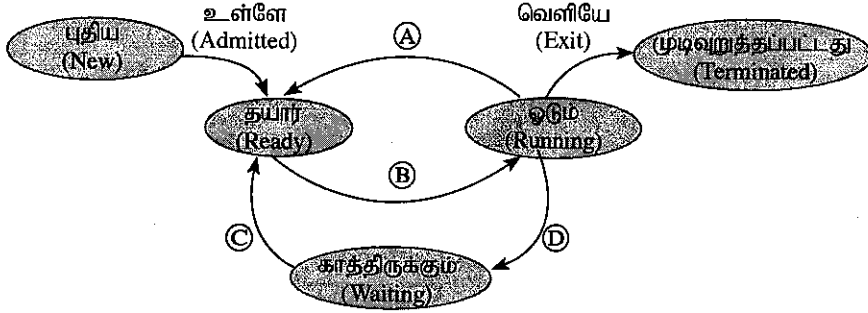 புதிய
(New)
உள்ளே
(Admitted)
A
வெளியே
(Exit)
முடிவுறுத்தப்பட்டது
(Terminated)
தயார்
(Ready)
ஓடும்
(Running)
B
C
D
காத்திருக்கும்
(Waiting)